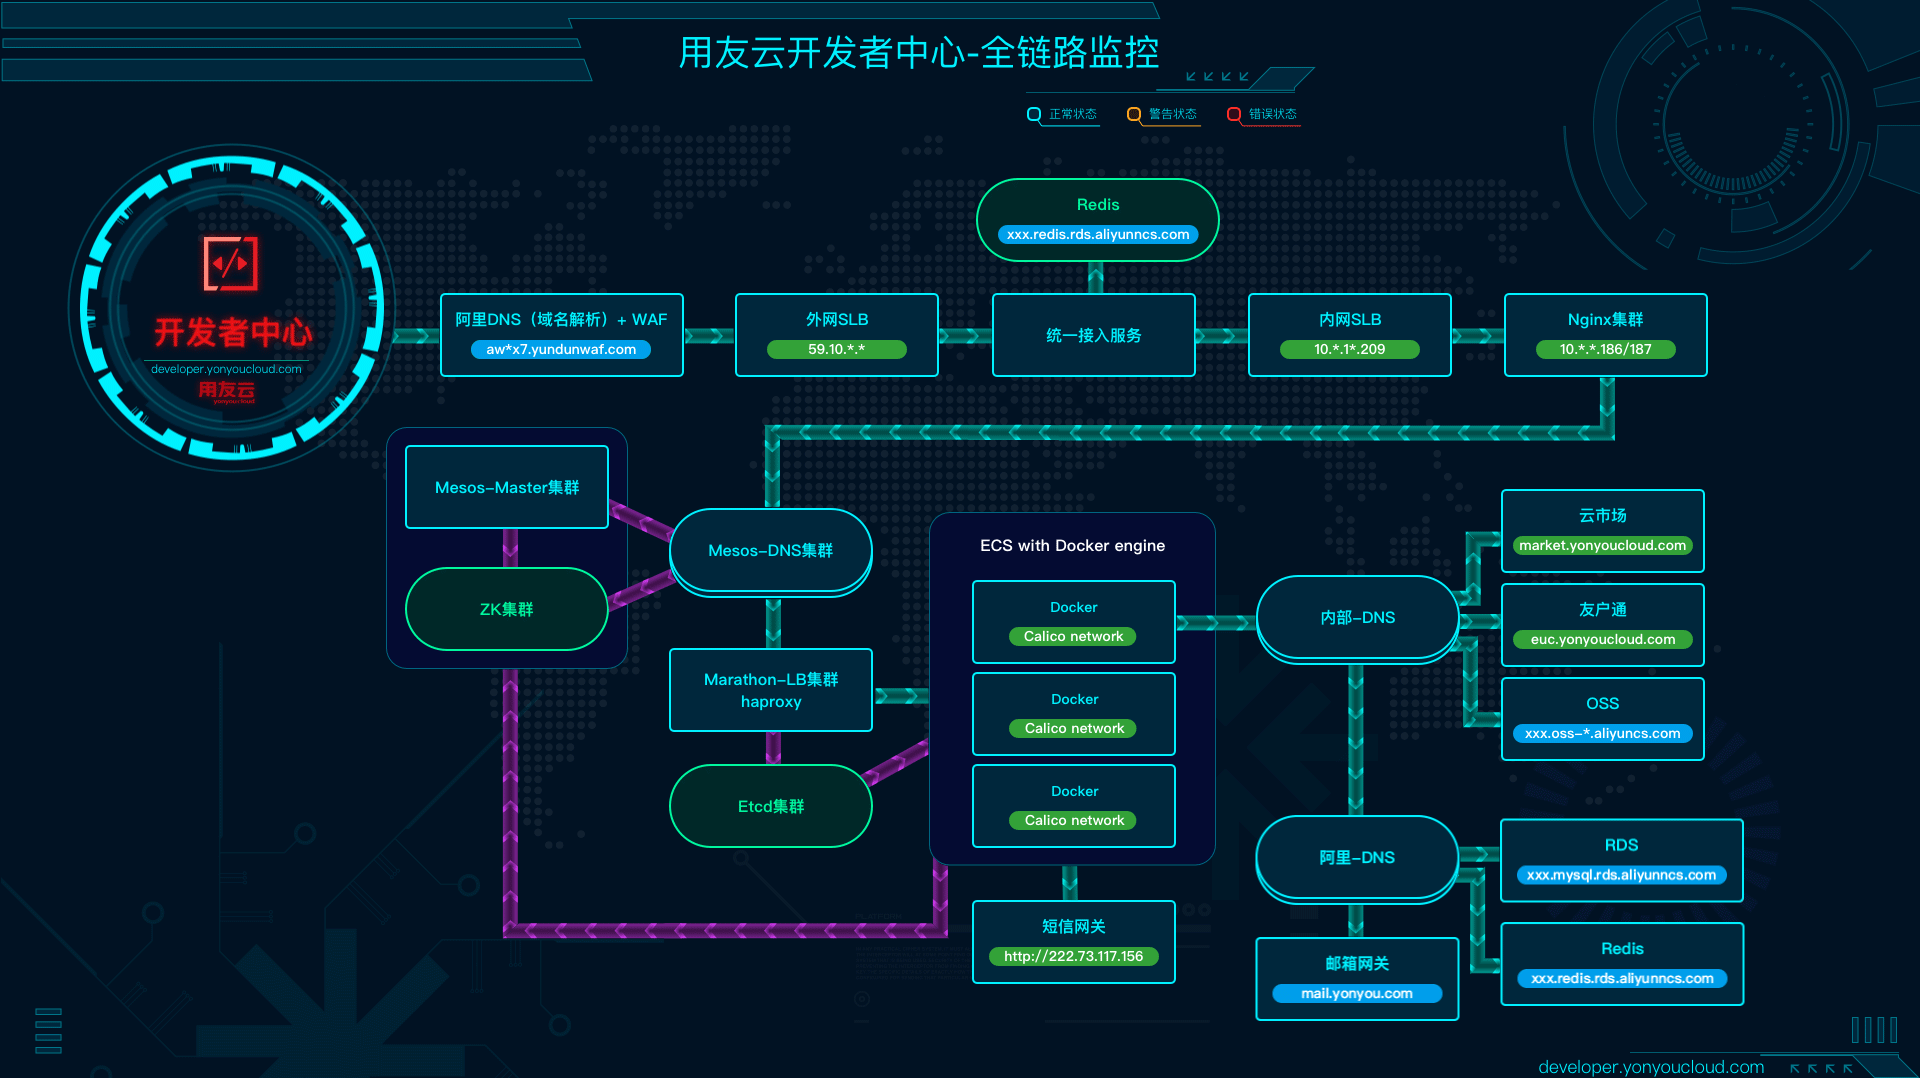 用友云开发者中心-全链路监控
正常状态
警告状态
错误状态
开发者中心
developer.yonyoucloud.com
用友云
yonyoucloud
Redis
xxx.redis.rds.aliyunncs.com
阿里DNS（域名解析）+ WAF
aw*x7.yundunwaf.com
外网SLB
59.10.*.*
统一接入服务
内网SLB
10.*.1*.209
Nginx集群
10.*.*.186/187
Mesos-Master集群
ZK集群
Mesos-DNS集群
Marathon-LB集群
haproxy
Etcd集群
ECS with Docker engine
Docker
Calico network
Docker
Calico network
Docker
Calico network
短信网关
http://222.73.117.156
内部-DNS
云市场
market.yonyoucloud.com
友户通
euc.yonyoucloud.com
OSS
xxx.oss-*.aliyuncs.com
阿里-DNS
RDS
xxx.mysql.rds.aliyunncs.com
Redis
xxx.redis.rds.aliyunncs.com
邮箱网关
mail.yonyou.com
developer.yonyoucloud.com